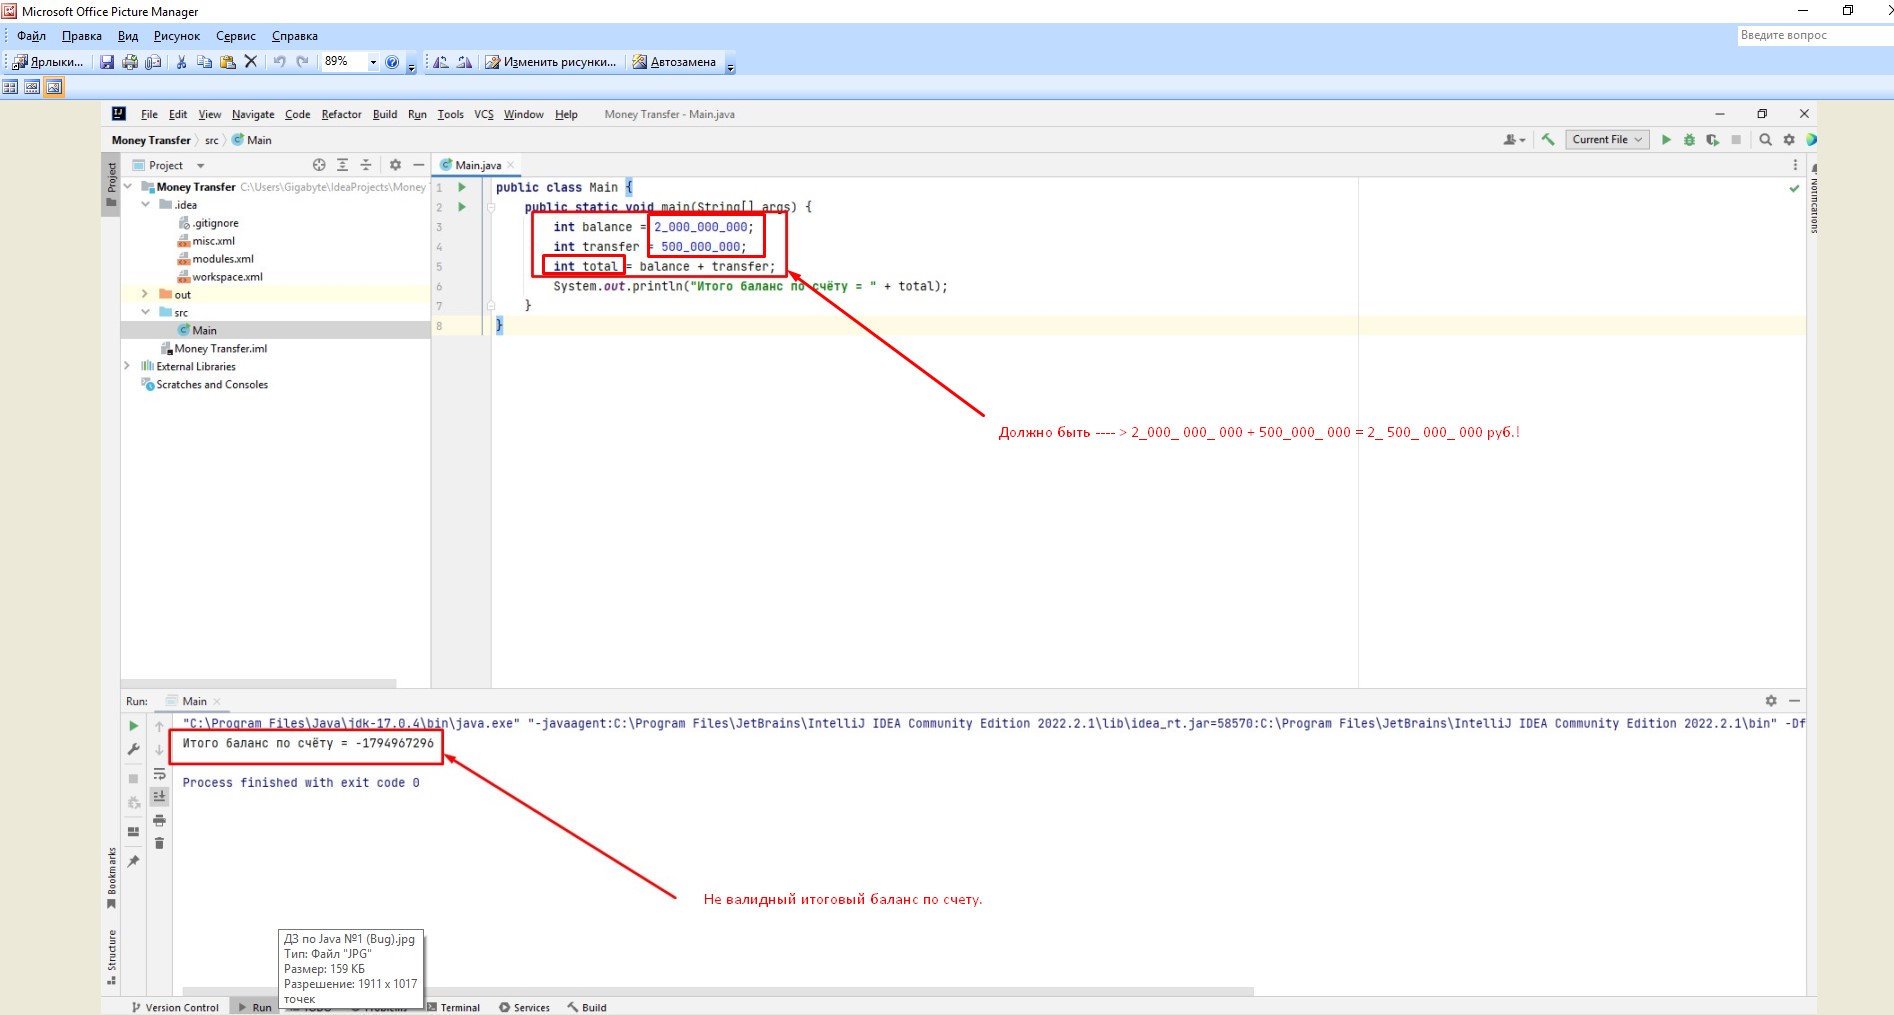 Microsoft Office Picture Manager
Файл Правка Вид Рисунок Сервис Справка
Введите вопрос
Ярлыки... 89% Изменить рисунки... Автозамена
File Edit View Navigate Code Refactor Build Run Tools VCS Window Help Money Transfer - Main.java
Money Transfer src Main
Current File
Project
Main.java
Project
Notifications
Money Transfer C:\Users\Gigabyte\IdeaProjects\Money
.idea
.gitignore
misc.xml
modules.xml
workspace.xml
out
src
Main
Money Transfer.iml
External Libraries
Scratches and Consoles
1 public class Main {
2 public static void main(String[] args) {
3 int balance = 2_000_000_000;
4 int transfer = 500_000_000;
5 int total = balance + transfer;
6 System.out.println("Итого баланс по счёту = " + total);
7 }
8 }
Должно быть ---- > 2_000_ 000_ 000 + 500_000_ 000 = 2_ 500_ 000_ 000 руб.!
Run: Main
"C:\Program Files\Java\jdk-17.0.4\bin\java.exe" "-javaagent:C:\Program Files\JetBrains\IntelliJ IDEA Community Edition 2022.2.1\lib\idea_rt.jar=58570:C:\Program Files\JetBrains\IntelliJ IDEA Community Edition 2022.2.1\bin" -Df
Итого баланс по счёту = -1794967296
Process finished with exit code 0
Не валидный итоговый баланс по счету.
Bookmarks
Structure
ДЗ по Java №1 (Bug).jpg
Тип: Файл "JPG"
Размер: 159 КБ
Разрешение: 1911 x 1017
точек
Version Control Run Terminal Services Build